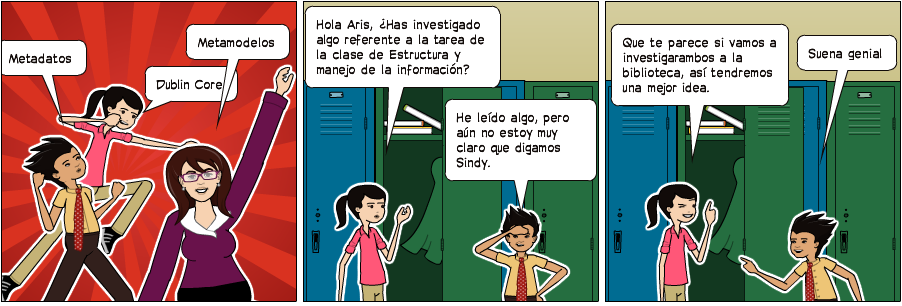 Metadatos
Dublin Core
Metamodelos
Hola Aris, ¿Has investigado
algo referente a la tarea de
la clase de Estructura y
manejo de la información?
He leído algo, pero
aún no estoy muy
claro que digamos
Sindy.
Que te parece si vamos a
investigarambos a la
biblioteca, así tendremos
una mejor idea.
Suena genial